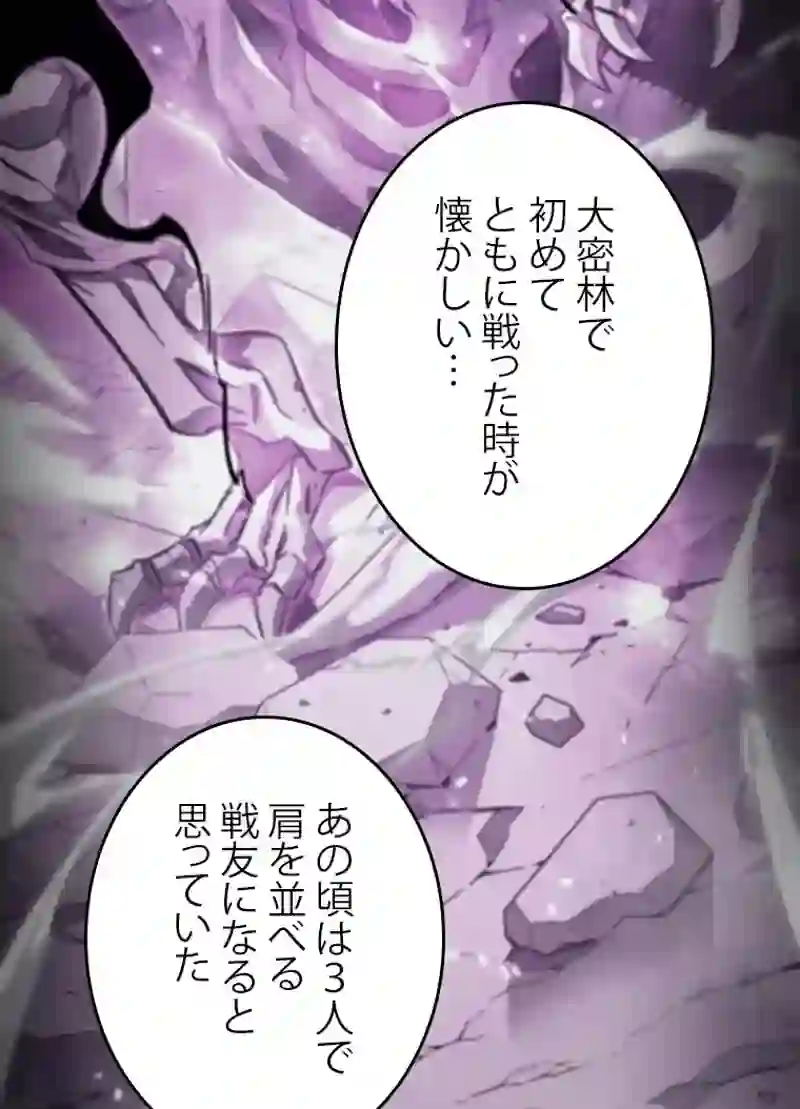 大密林で
初めて
ともに戦った時が
懐かしい…
あの頃は3人で
肩を並べる
戦友になると
思っていた